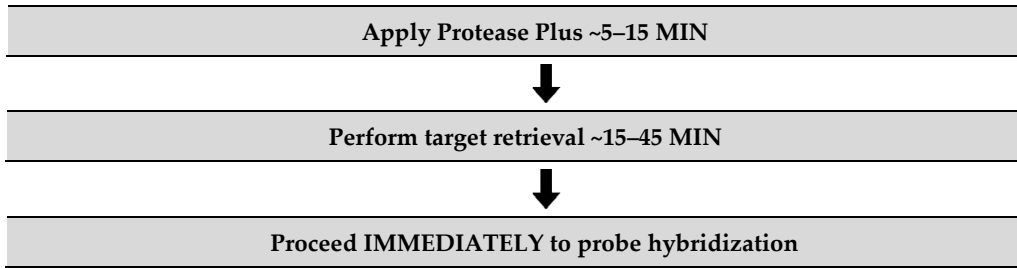 Apply Protease Plus ~5–15 MIN
Perform target retrieval ~15–45 MIN
Proceed IMMEDIATELY to probe hybridization